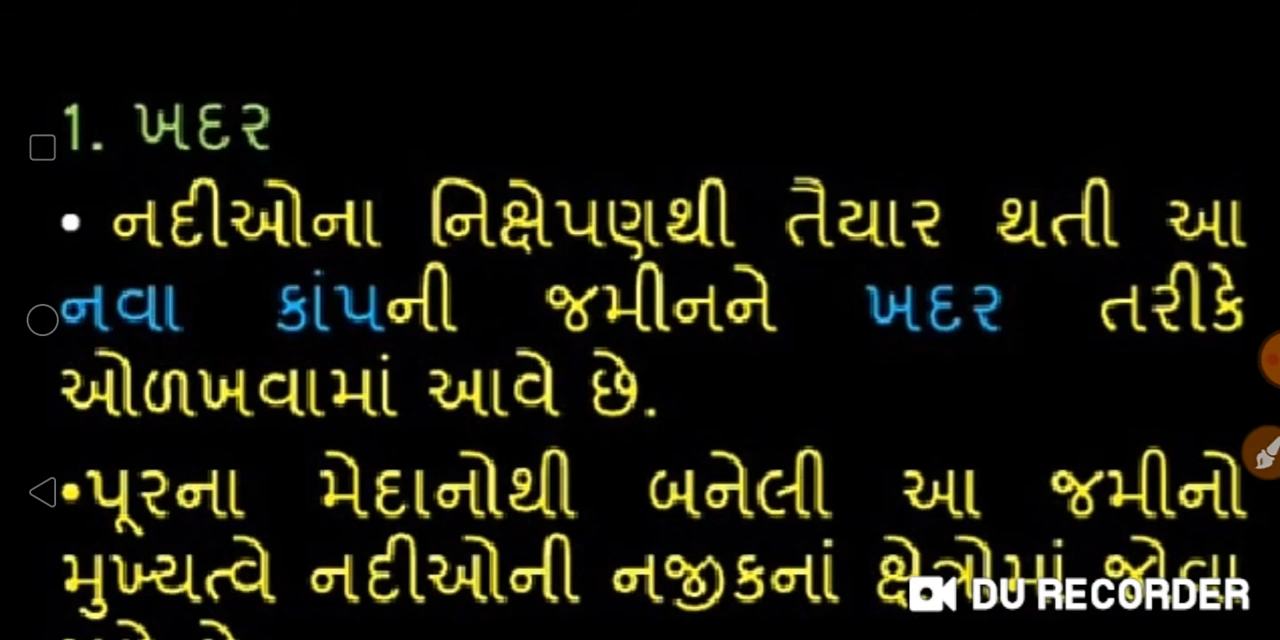 1. ખદર
• નદીઓના નિક્ષેપણથી તૈયાર થતી આ
નવા કાંપની જમીનને ખદર તરીકે
ઓળખવામાં આવે છે.
•પૂરના મેદાનોથી બનેલી આ જમીનો
મુખ્યત્વે નદીઓની નજીકનાં ક્ષેત્રોમાં જોવા
DU RECORDER